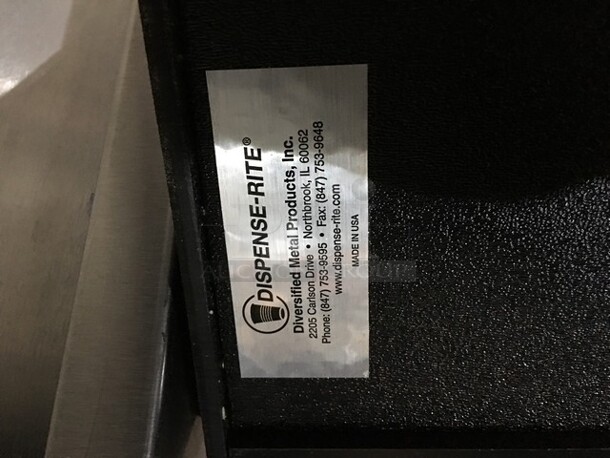 DISPENSE-RITE®
Diversified Metal Products, Inc.
2205 Carlson Drive • Northbrook, IL 60062
Phone: (847) 753-9595 • Fax: (847) 753-9648
www.dispense-rite.com
MADE IN USA